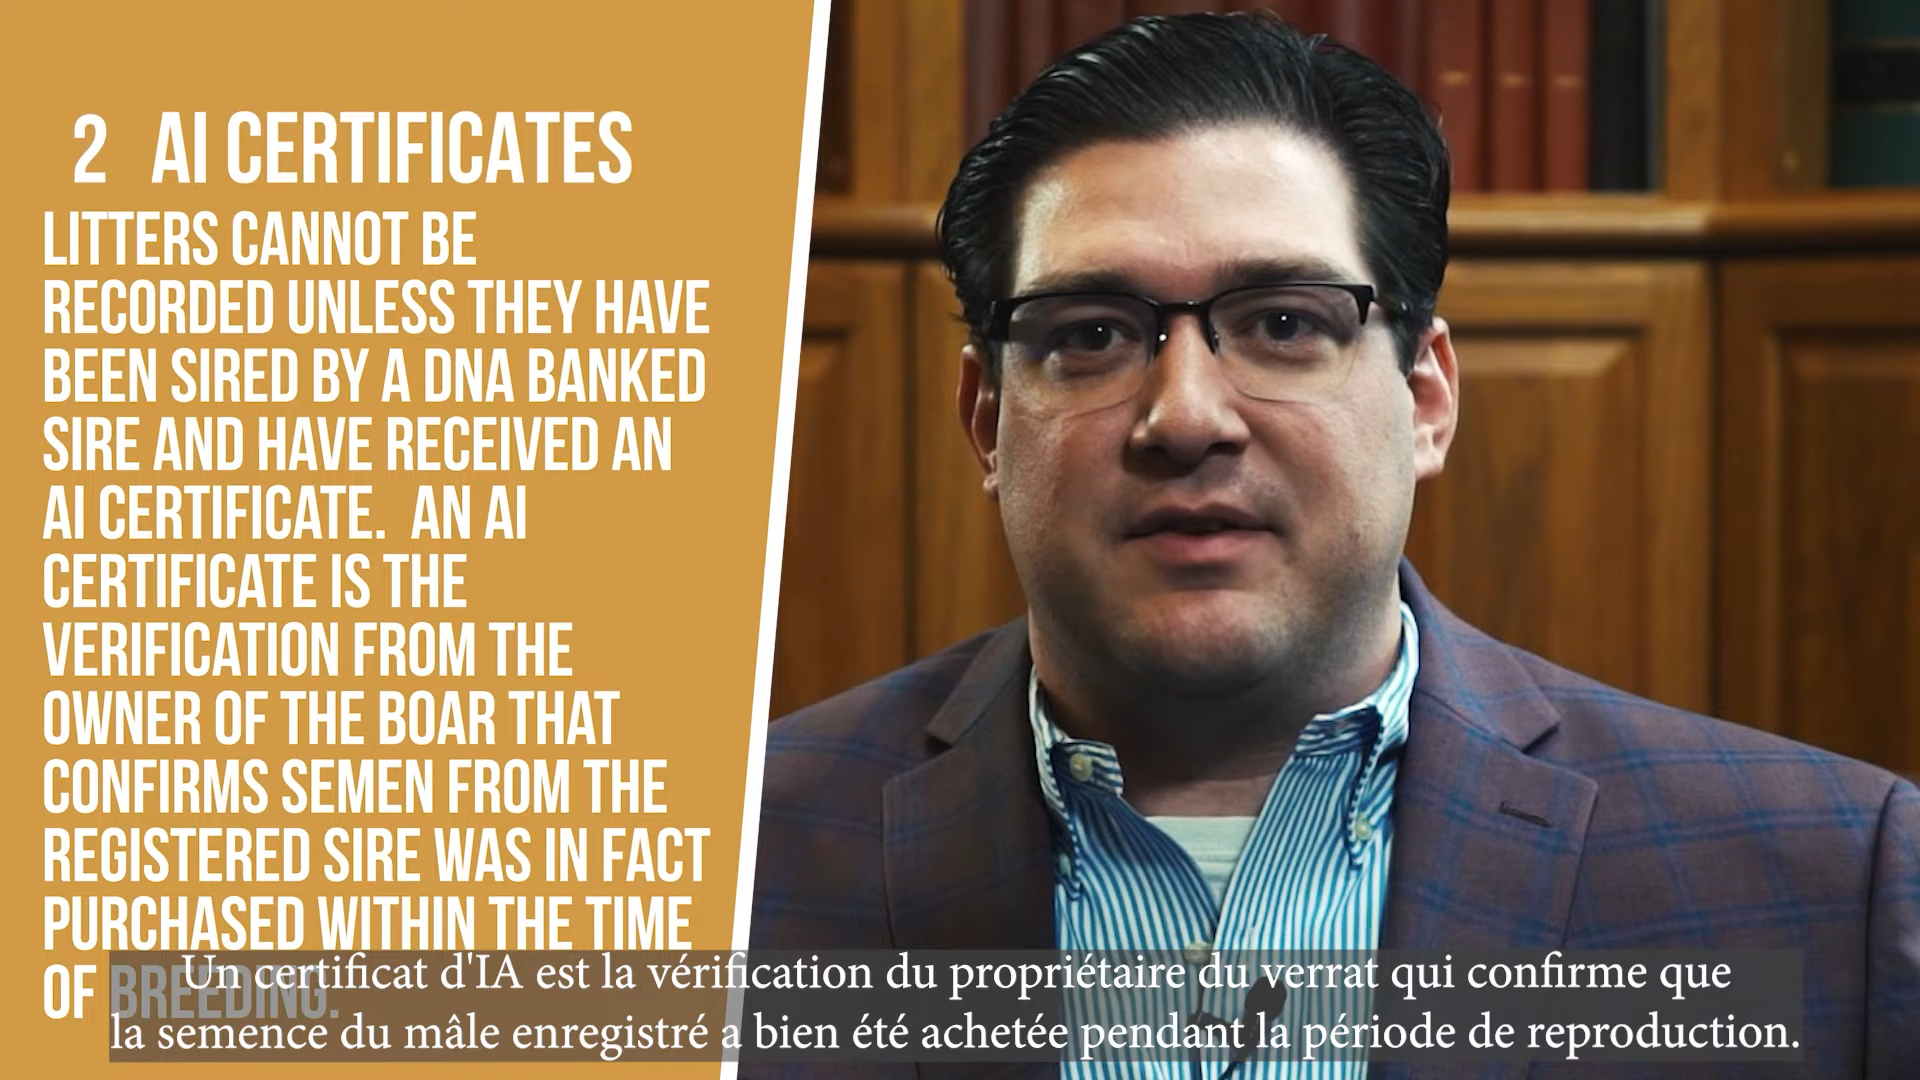 2 AI CERTIFICATES
LITTERS CANNOT BE
RECORDED UNLESS THEY HAVE
BEEN SIRED BY A DNA BANKED
SIRE AND HAVE RECEIVED AN
AI CERTIFICATE. AN AI
CERTIFICATE IS THE
VERIFICATION FROM THE
OWNER OF THE BOAR THAT
CONFIRMS SEMEN FROM THE
REGISTERED SIRE WAS IN FACT
PURCHASED WITHIN THE TIME
OF BREEDING.
Un certificat d'IA est la vérification du propriétaire du verrat qui confirme que
la semence du mâle enregistré a bien été achetée pendant la période de reproduction.